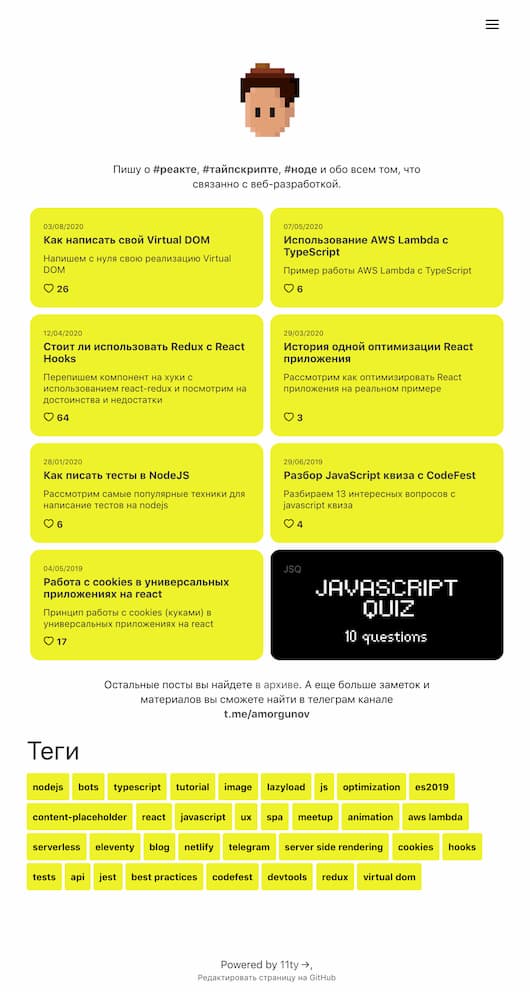 Пишу о #реакте, #тайпскрипте, #ноде и обо всем том, что
связанно с веб-разработкой.
03/08/2020
Как написать свой Virtual DOM
Напишем с нуля свою реализацию Virtual
DOM
26
07/05/2020
Использование AWS Lambda с
TypeScript
Пример работы AWS Lambda с TypeScript
6
12/04/2020
Стоит ли использовать Redux с React
Hooks
Перепишем компонент на хуки с
использованием react-redux и посмотрим на
достоинства и недостатки
64
29/03/2020
История одной оптимизации React
приложения
Рассмотрим как оптимизировать React
приложения на реальном примере
3
28/01/2020
Как писать тесты в NodeJS
Рассмотрим самые популярные техники для
написание тестов на nodejs
6
29/06/2019
Разбор JavaScript квиза с CodeFest
Разбираем 13 интересных вопросов с
javascript квиза
4
04/05/2019
Работа с cookies в универсальных
приложениях на react
Принцип работы с cookies (куками) в
универсальных приложениях на react
17
JSQ
JAVASCRIPT
QUIZ
10 questions
Остальные посты вы найдете в архиве. А еще больше заметок и
материалов вы сможете найти в телеграм канале
t.me/amorgunov
Теги
nodejs bots typescript tutorial image lazyload js optimization es2019
content-placeholder react javascript ux spa meetup animation aws lambda
serverless eleventy blog netlify telegram server side rendering cookies hooks
tests api jest best practices codefest devtools redux virtual dom
Powered by 11ty →,
Редактировать страницу на GitHub